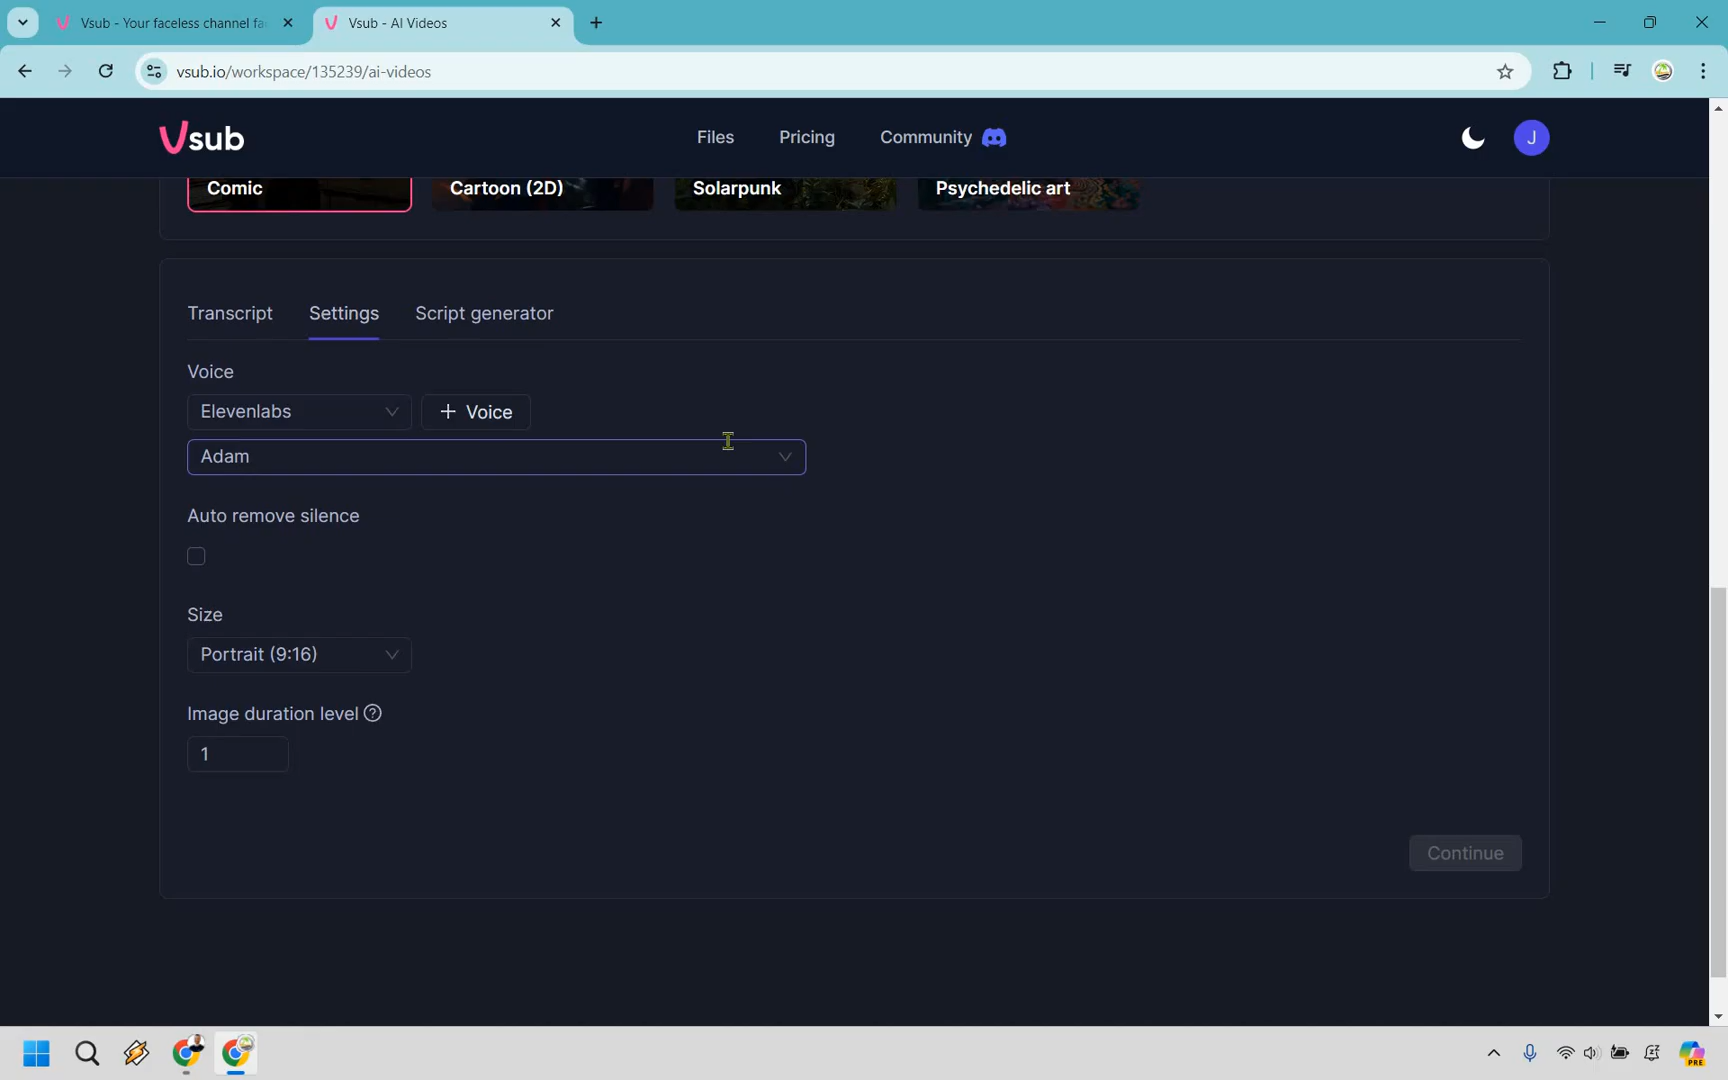 Vsub - Your faceless channel fa
Vsub - AI Videos
vsub.io/workspace/135239/ai-videos
Vsub
Files
Pricing
Community
J
Comic
Cartoon (2D)
Solarpunk
Psychedelic art
Transcript
Settings
Script generator
Voice
Elevenlabs
+ Voice
Adam
Auto remove silence
Size
Portrait (9:16)
Image duration level ?
1
Continue
PRE